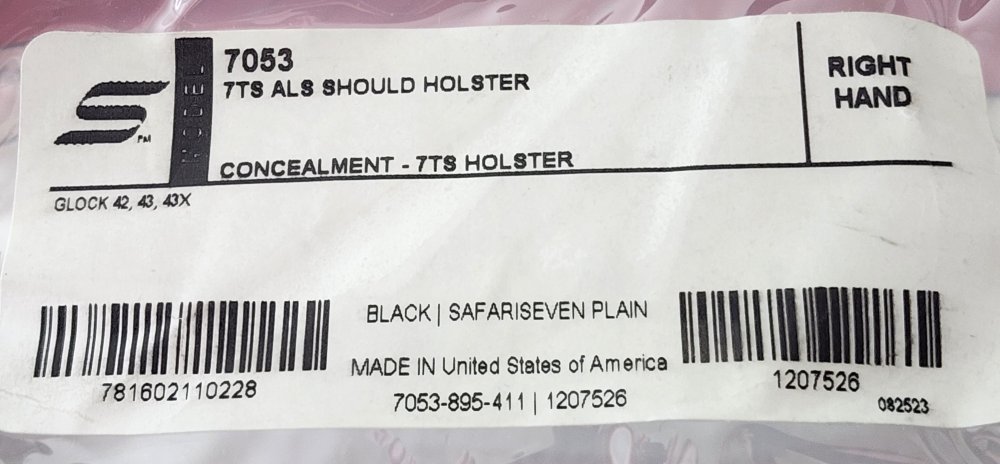 MODEL
7053
7TS ALS SHOULD HOLSTER
CONCEALMENT - 7TS HOLSTER
RIGHT
HAND
GLOCK 42, 43, 43X
BLACK | SAFARISEVEN PLAIN
MADE IN United States of America
7053-895-411 | 1207526
781602110228
1207526
082523